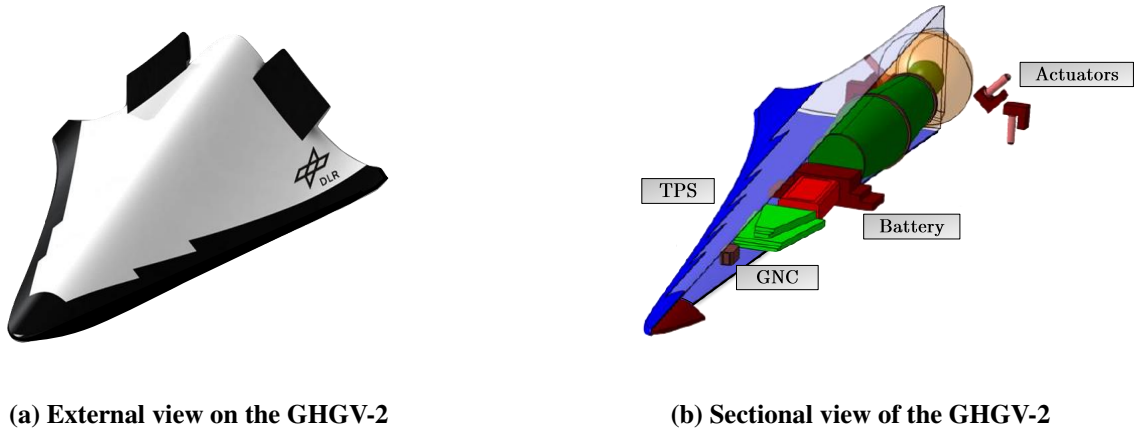 DLR
Actuators
TPS
Battery
GNC
(a) External view on the GHGV-2
(b) Sectional view of the GHGV-2